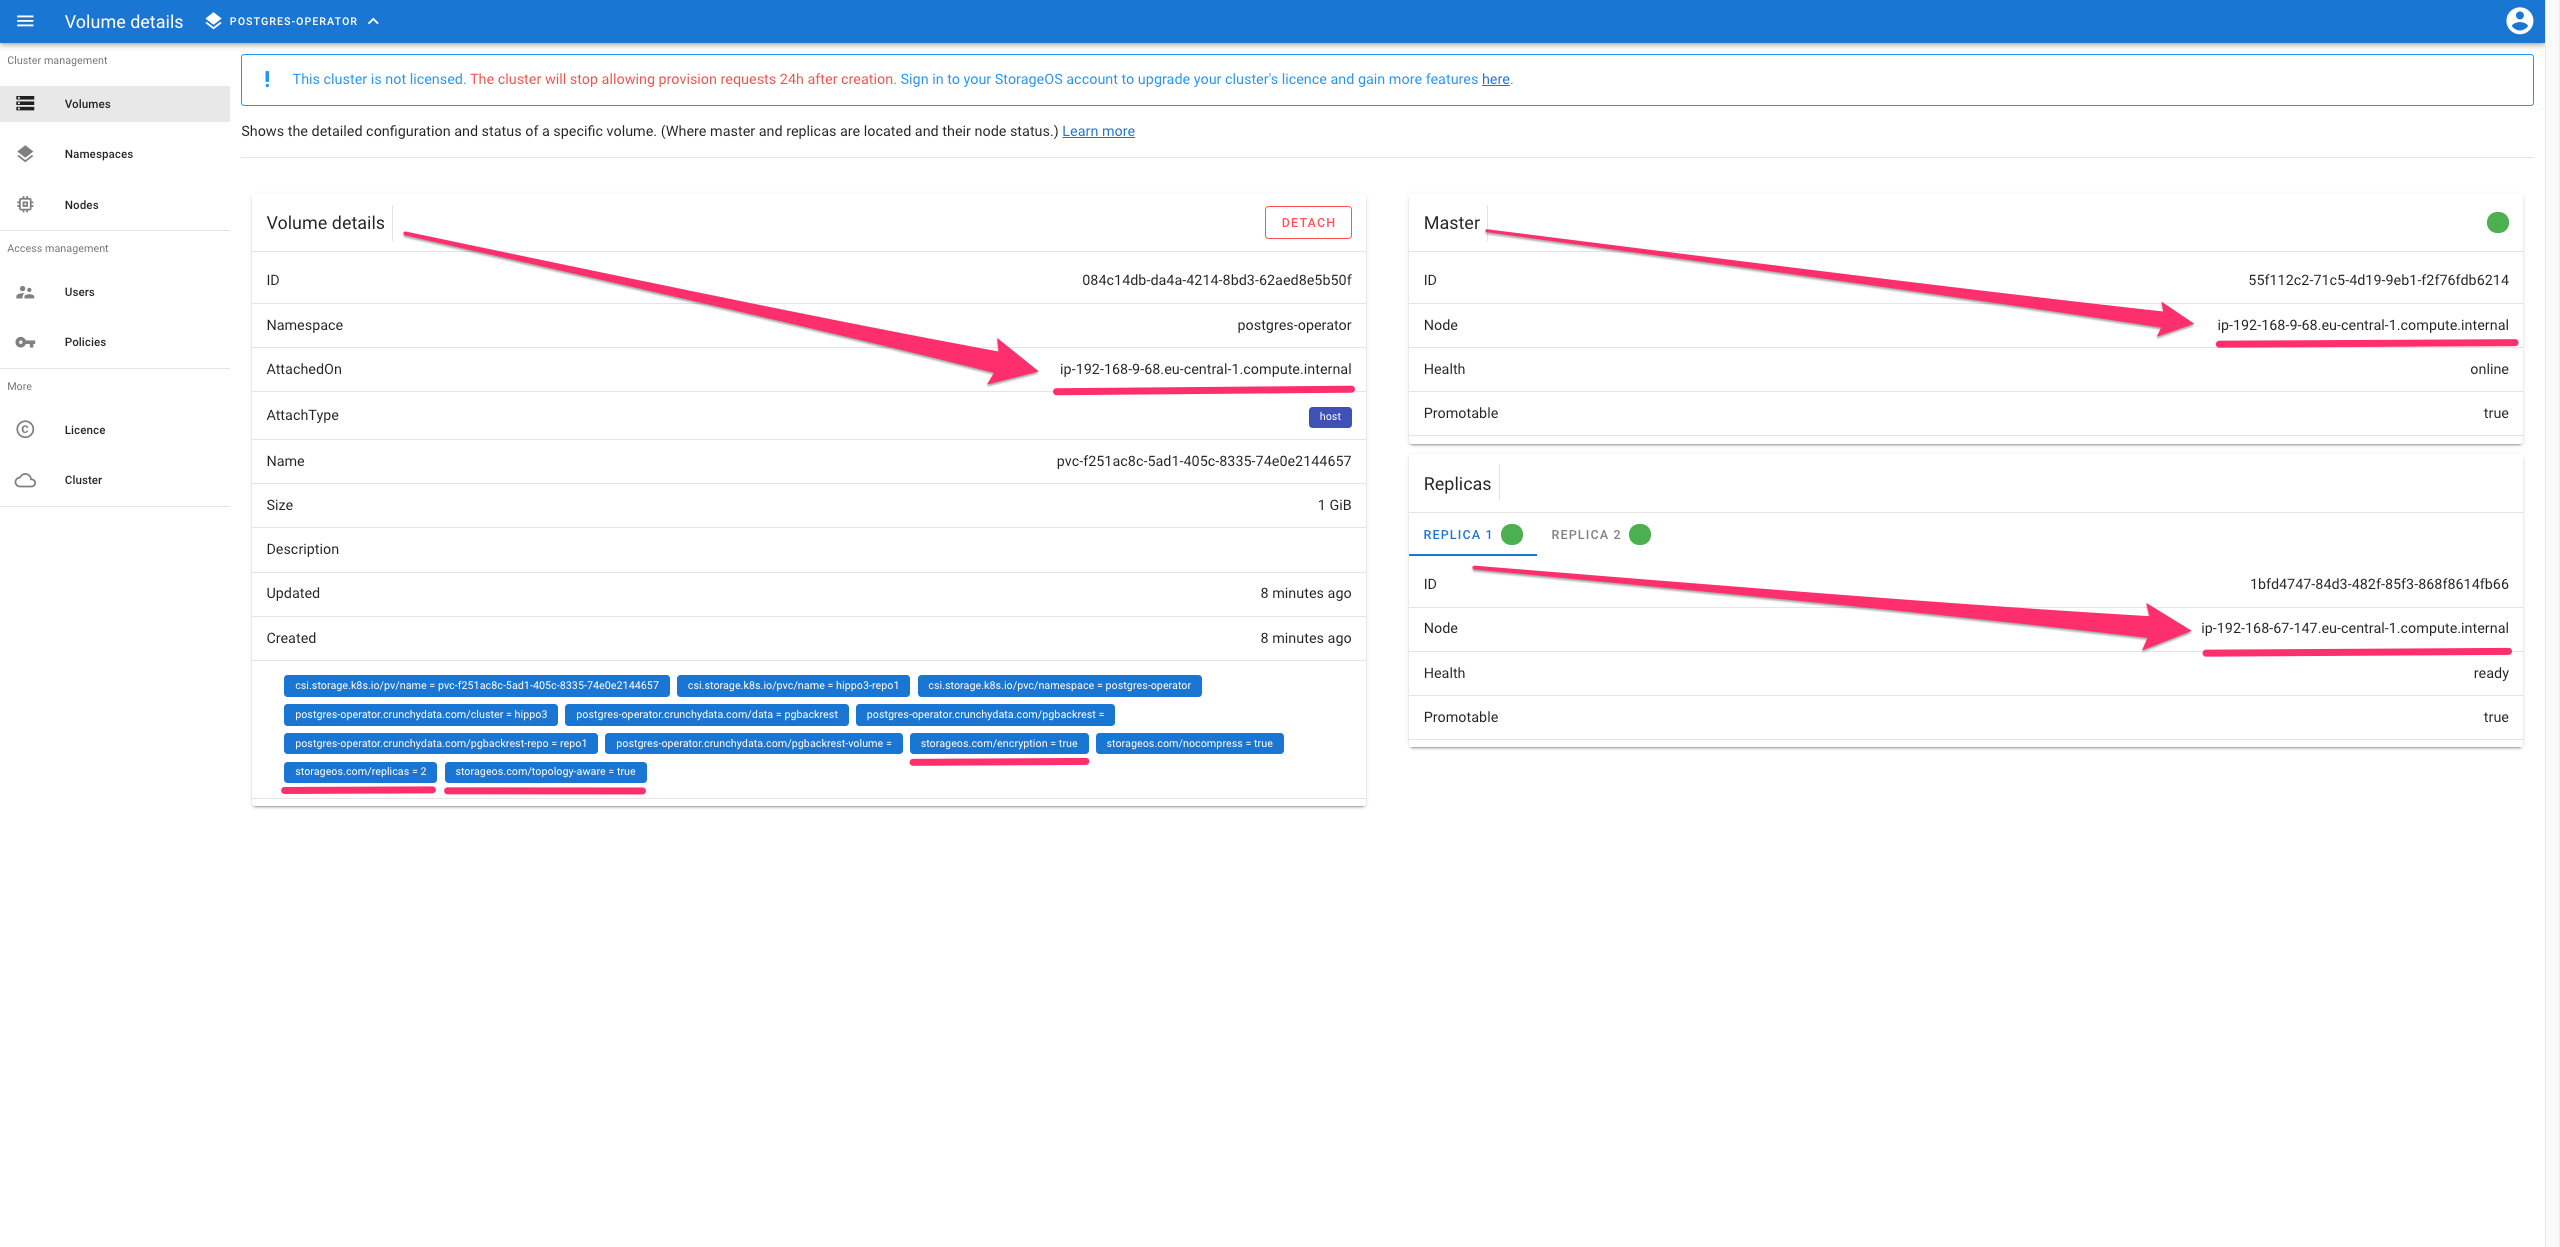 Volume details POSTGRES-OPERATOR
Cluster management
Volumes
Namespaces
Nodes
Access management
Users
Policies
More
Licence
Cluster
This cluster is not licensed. The cluster will stop allowing provision requests 24h after creation. Sign in to your StorageOS account to upgrade your cluster's licence and gain more features here.
Shows the detailed configuration and status of a specific volume. (Where master and replicas are located and their node status.) Learn more
Volume details DETACH
ID 084c14db-da4a-4214-8bd3-62aed8e5b50f
Namespace postgres-operator
AttachedOn ip-192-168-9-68.eu-central-1.compute.internal
AttachType host
Name pvc-f251ac8c-5ad1-405c-8335-74e0e2144657
Size 1 GiB
Description
Updated 8 minutes ago
Created 8 minutes ago
csi.storage.k8s.io/pv/name = pvc-f251ac8c-5ad1-405c-8335-74e0e2144657 csi.storage.k8s.io/pvc/name = hippo3-repo1 csi.storage.k8s.io/pvc/namespace = postgres-operator
postgres-operator.crunchydata.com/cluster = hippo3 postgres-operator.crunchydata.com/data = pgbackrest postgres-operator.crunchydata.com/pgbackrest =
postgres-operator.crunchydata.com/pgbackrest-repo = repo1 postgres-operator.crunchydata.com/pgbackrest-volume = storageos.com/encryption = true storageos.com/nocompress = true
storageos.com/replicas = 2 storageos.com/topology-aware = true
Master
ID 55f112c2-71c5-4d19-9eb1-f2f76fdb6214
Node ip-192-168-9-68.eu-central-1.compute.internal
Health online
Promotable true
Replicas
REPLICA 1 REPLICA 2
ID 1bfd4747-84d3-482f-85f3-868f8614fb66
Node ip-192-168-67-147.eu-central-1.compute.internal
Health ready
Promotable true